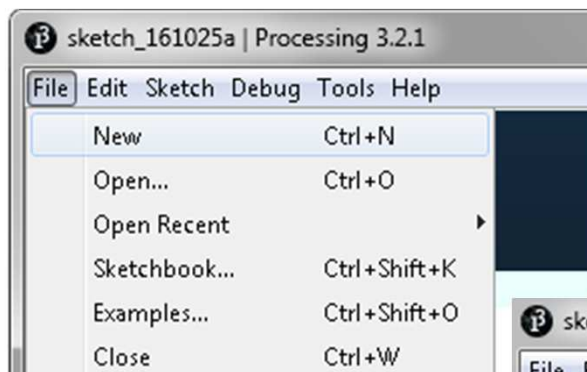 sketch_161025a | Processing 3.2.1
File Edit Sketch Debug Tools Help
New Ctrl+N
Open... Ctrl+O
Open Recent
Sketchbook... Ctrl+Shift+K
Examples... Ctrl+Shift+O
Close Ctrl+W
File